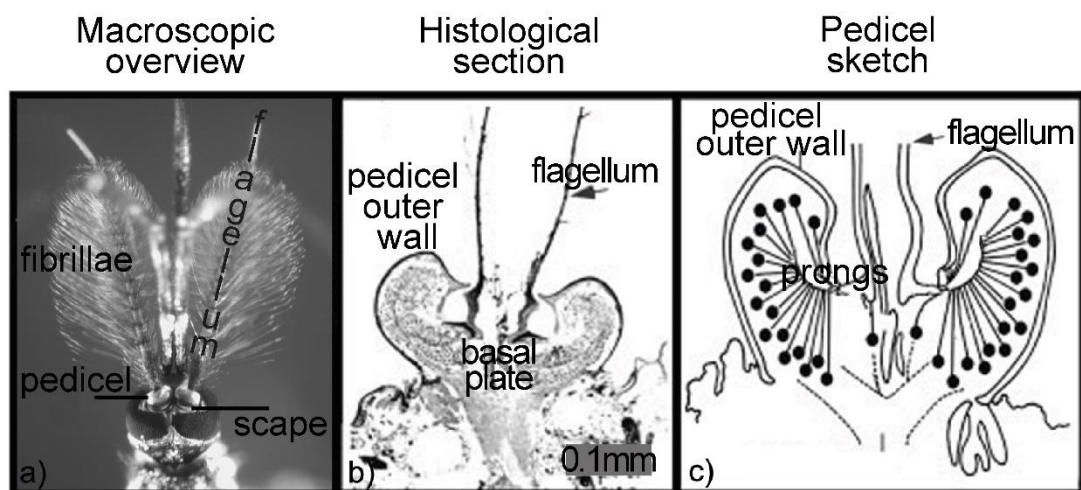 Macroscopic
overview
Histological
section
Pedicel
sketch
flagellum
fibrillae
pedicel
scape
a)
pedicel
outer
wall
flagellum
basal
plate
0.1mm
b)
pedicel
outer wall
flagellum
prongs
c)